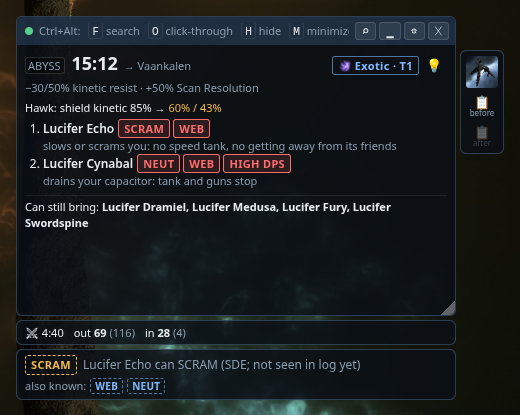 Ctrl+Alt: F search O click-through H hide M minimiz
ABYSS 15:12 → Vaankalen Exotic · T1
−30/50% kinetic resist · +50% Scan Resolution
Hawk: shield kinetic 85% → 60% / 43%
1. Lucifer Echo SCRAM WEB
slows or scrams you: no speed tank, no getting away from its friends
2. Lucifer Cynabal NEUT WEB HIGH DPS
drains your capacitor: tank and guns stop
Can still bring: Lucifer Dramiel, Lucifer Medusa, Lucifer Fury, Lucifer
Swordspine
4:40 out 69 (116) in 28 (4)
SCRAM Lucifer Echo can SCRAM (SDE; not seen in log yet)
also known: WEB NEUT
before
after